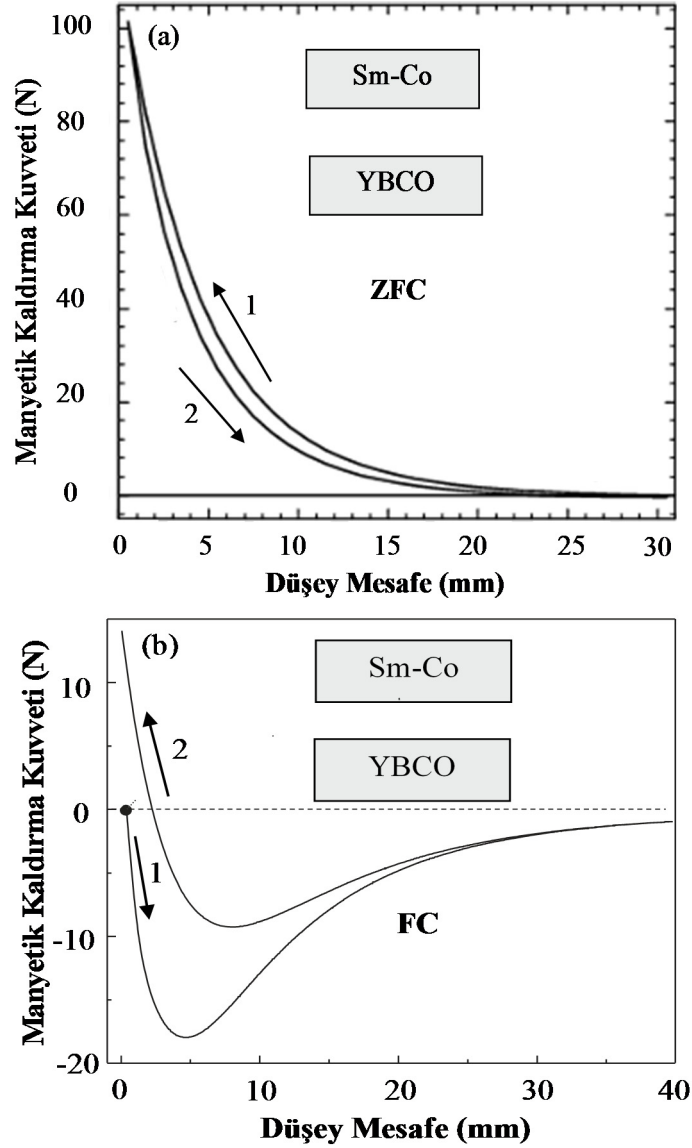 (a)
Sm-Co
YBCO
ZFC
1
2
Manyetik Kaldırma Kuvveti (N)
100
80
60
40
20
0
0 5 10 15 20 25 30
Düşey Mesafe (mm)
(b)
Sm-Co
YBCO
2
1
FC
Manyetik Kaldırma Kuvveti (N)
10
0
-10
-20
0 10 20 30 40
Düşey Mesafe (mm)